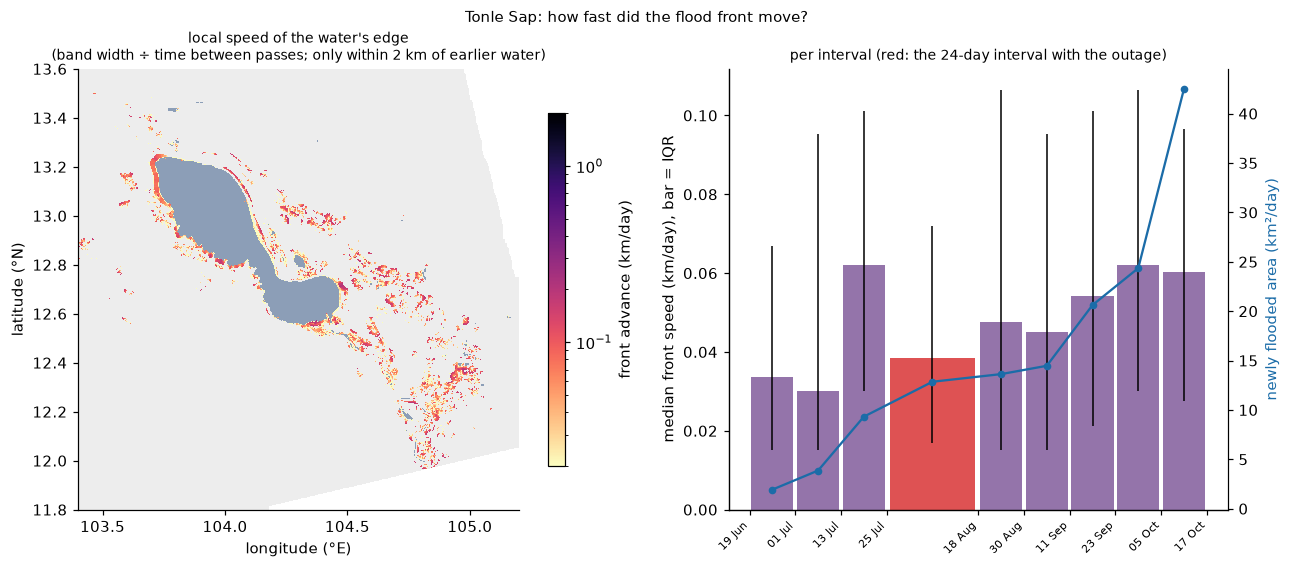 Tonle Sap: how fast did the flood front move?
local speed of the water's edge
(band width ÷ time between passes; only within 2 km of earlier water)
13.6
13.4
13.2
13.0
12.8
12.6
12.4
12.2
12.0
11.8
latitude (°N)
103.5 104.0 104.5 105.0
longitude (°E)
10⁰
10⁻¹
front advance (km/day)
per interval (red: the 24-day interval with the outage)
0.10
0.08
0.06
0.04
0.02
0.00
median front speed (km/day), bar = IQR
40
35
30
25
20
15
10
5
0
newly flooded area (km²/day)
19 Jun
01 Jul
13 Jul
25 Jul
18 Aug
30 Aug
11 Sep
23 Sep
05 Oct
17 Oct